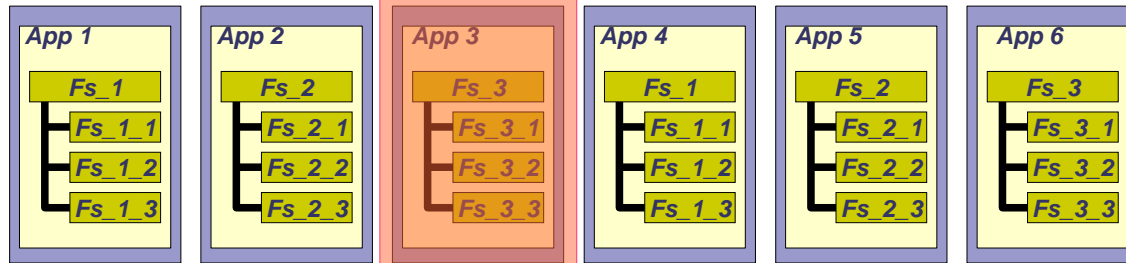 App 1
Fs_1
Fs_1_1
Fs_1_2
Fs_1_3
App 2
Fs_2
Fs_2_1
Fs_2_2
Fs_2_3
App 3
Fs_3
Fs_3_1
Fs_3_2
Fs_3_3
App 4
Fs_1
Fs_1_1
Fs_1_2
Fs_1_3
App 5
Fs_2
Fs_2_1
Fs_2_2
Fs_2_3
App 6
Fs_3
Fs_3_1
Fs_3_2
Fs_3_3